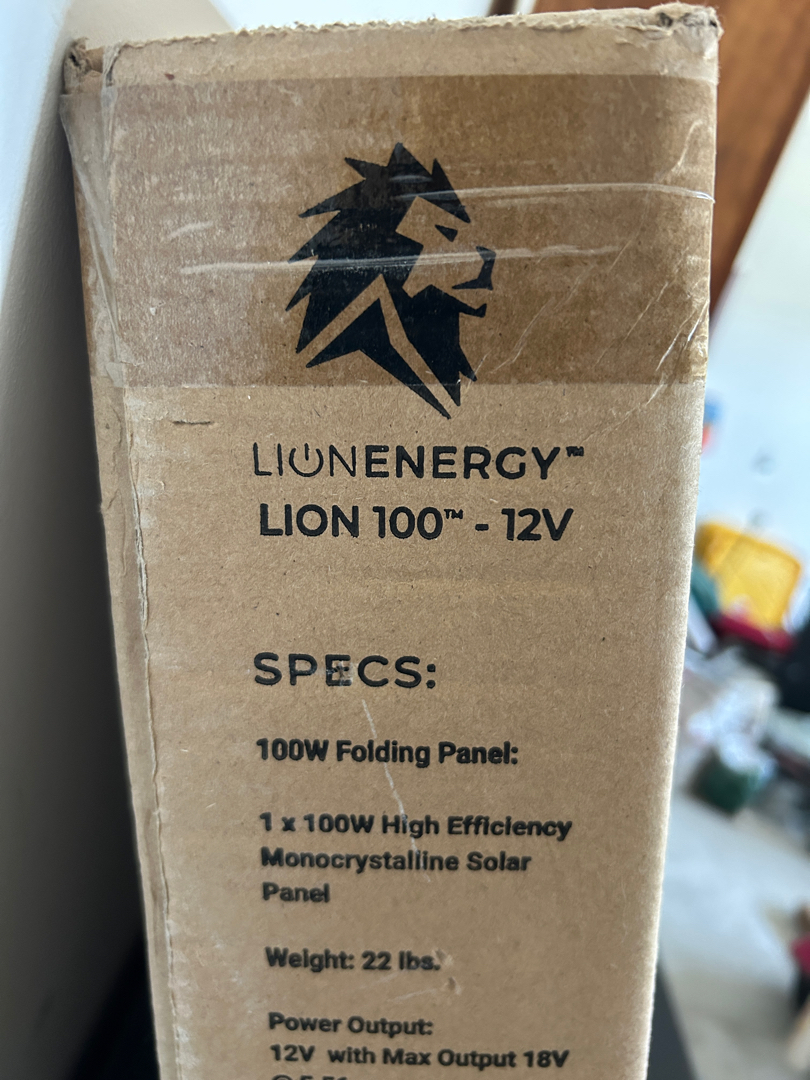 LIONENERGY™
LION 100™ - 12V
SPECS:
100W Folding Panel:
1 x 100W High Efficiency
Monocrystalline Solar
Panel
Weight: 22 lbs.
Power Output:
12V with Max Output 18V